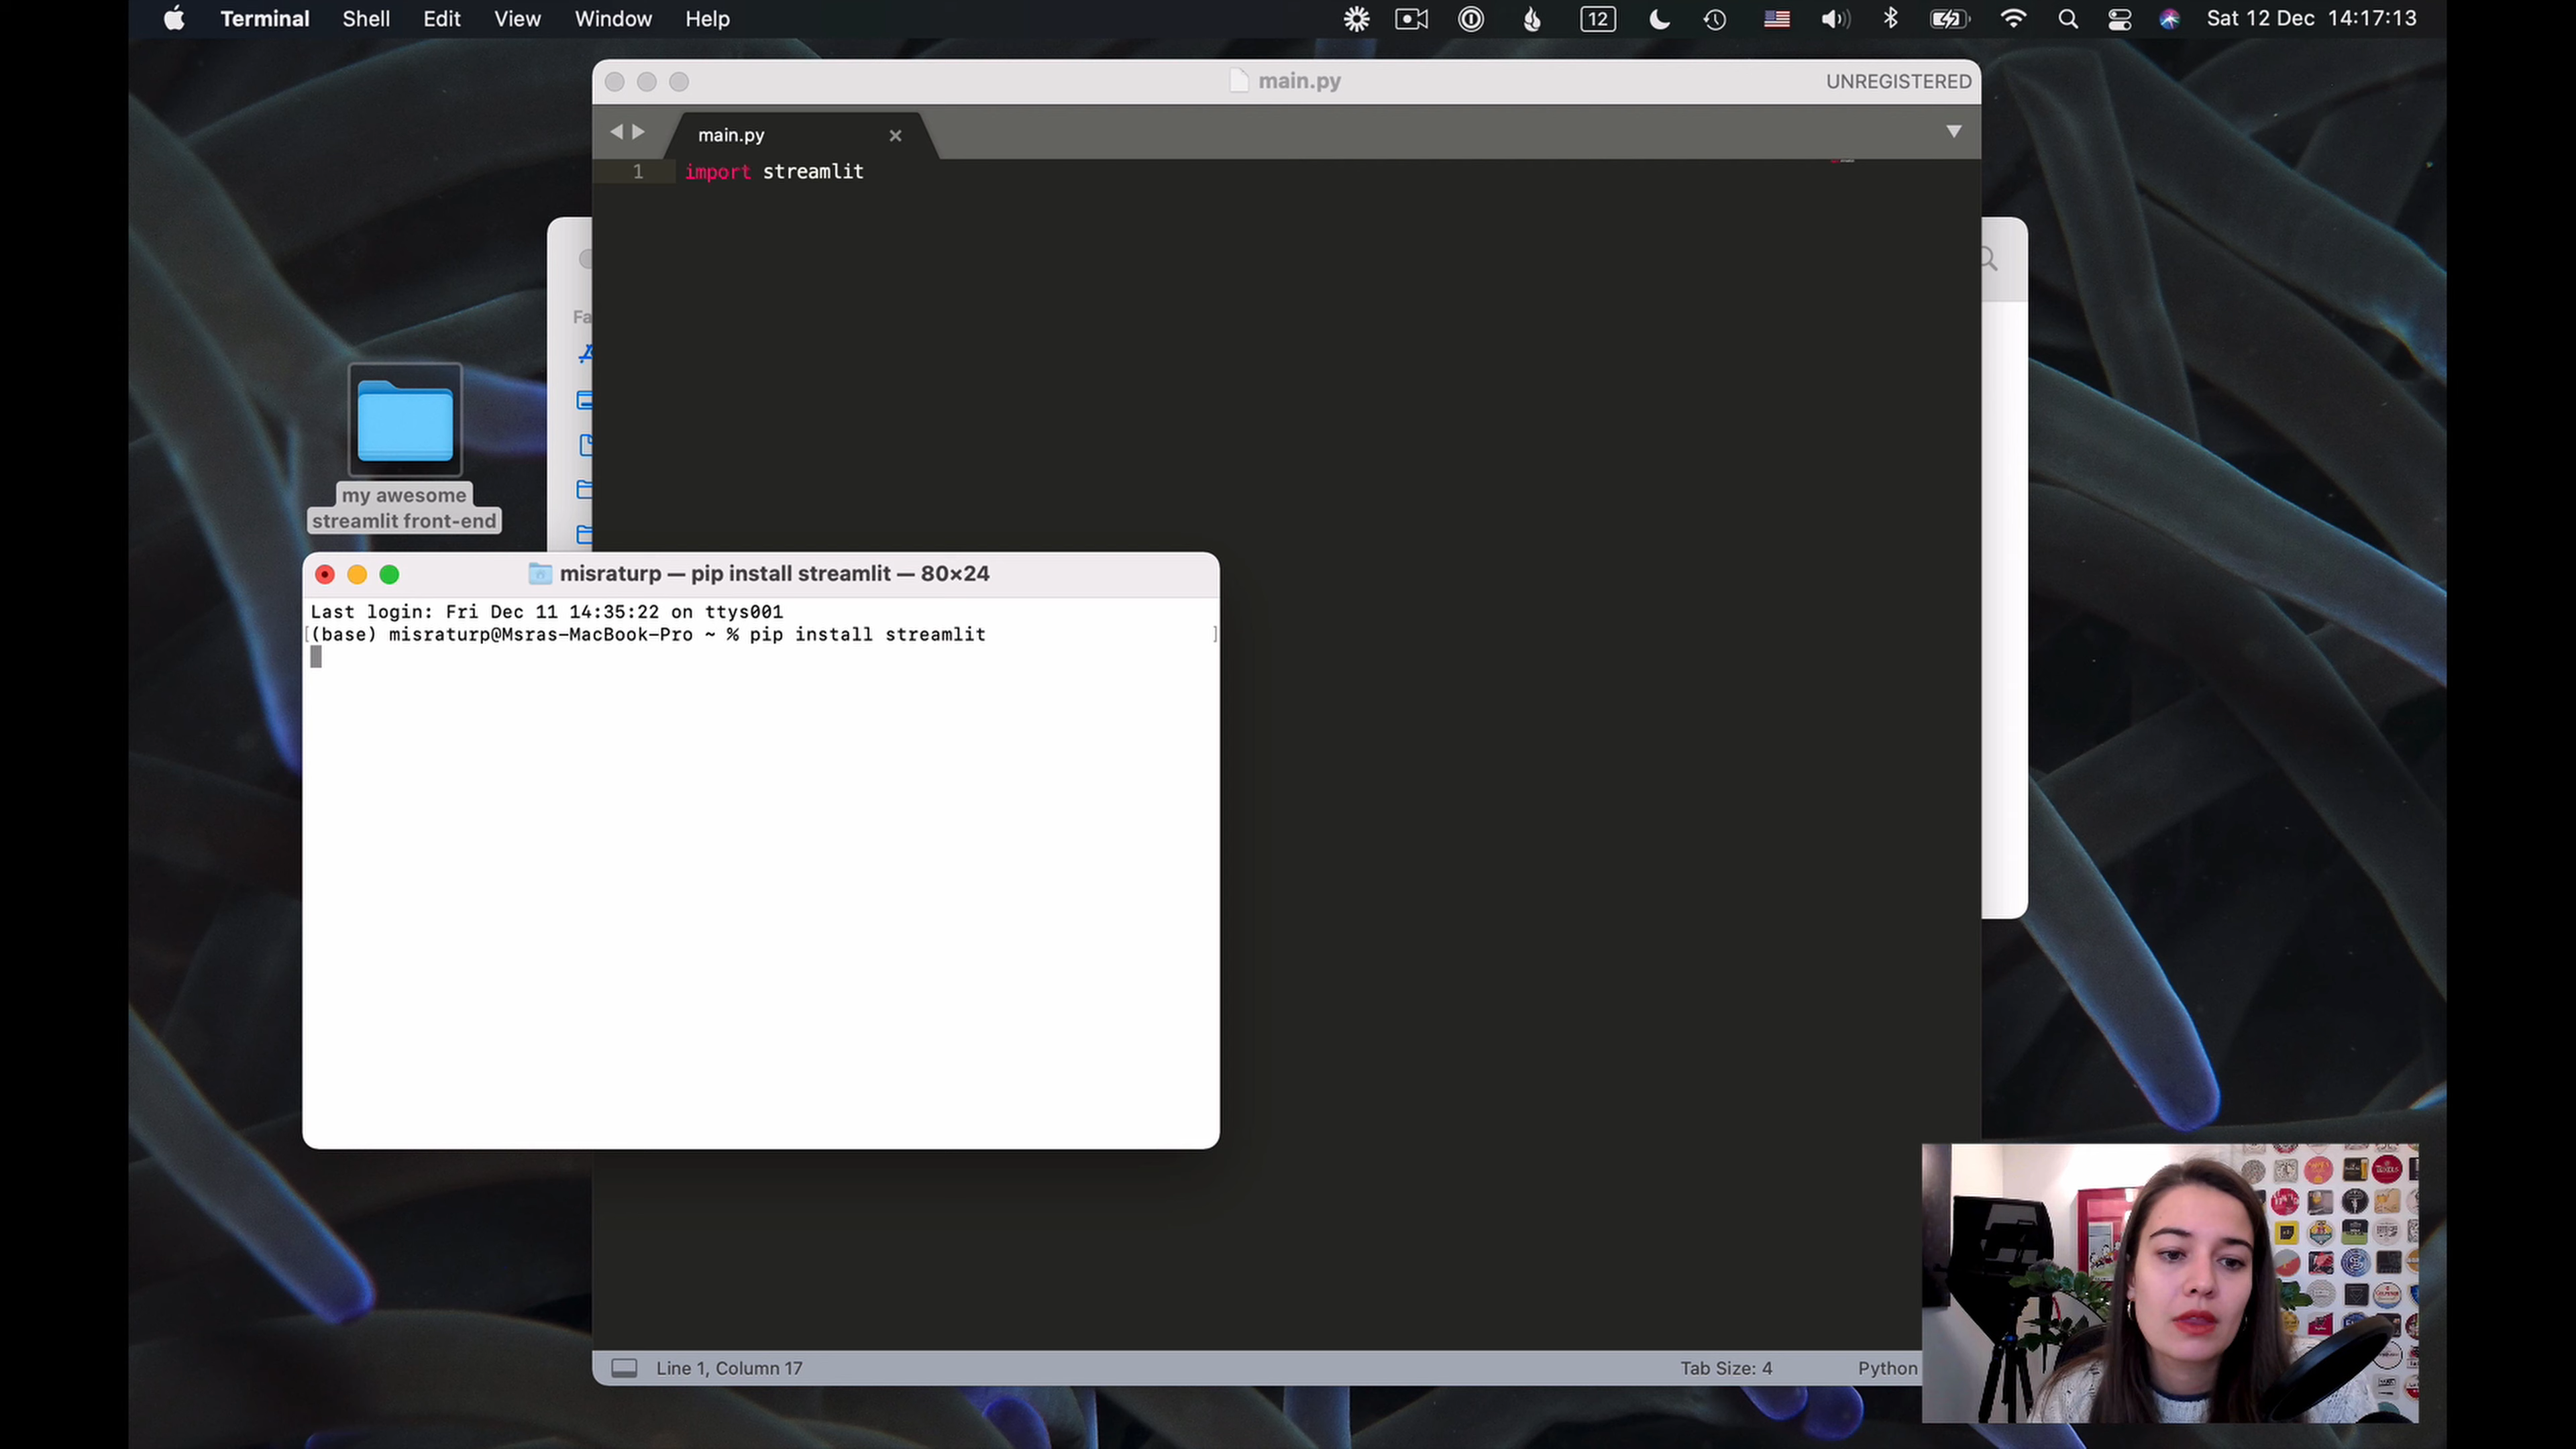 Terminal Shell Edit View Window Help
12
Sat 12 Dec 14:17:13
main.py
UNREGISTERED
main.py
1 import streamlit
Fa
my awesome
streamlit front-end
misraturp — pip install streamlit — 80×24
Last login: Fri Dec 11 14:35:22 on ttys001
[(base) misraturp@Msras-MacBook-Pro ~ % pip install streamlit ]
Line 1, Column 17
Tab Size: 4
Python